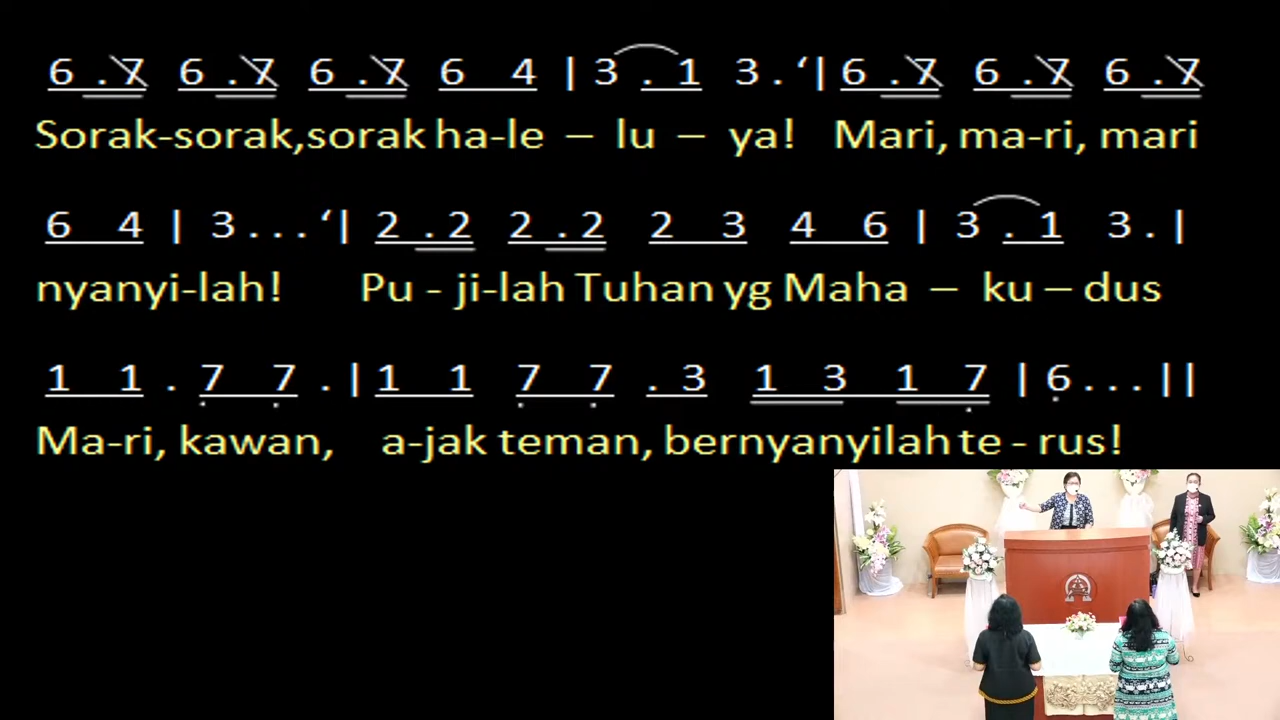 6 .7 6 .7 6 .7 6 4 | 3 . 1 3 . ‘| 6 .7 6 .7 6 .7
Sorak-sorak,sorak ha-le – lu – ya! Mari, ma-ri, mari
6 4 | 3 . . . ‘| 2 .2 2 .2 2 3 4 6 | 3 . 1 3 . |
nyanyi-lah! Pu - ji-lah Tuhan yg Maha – ku – dus
1 1 . 7 7 . | 1 1 7 7 . 3 1 3 1 7 | 6 . . . ||
Ma-ri, kawan, a-jak teman, bernyanyilah te - rus!